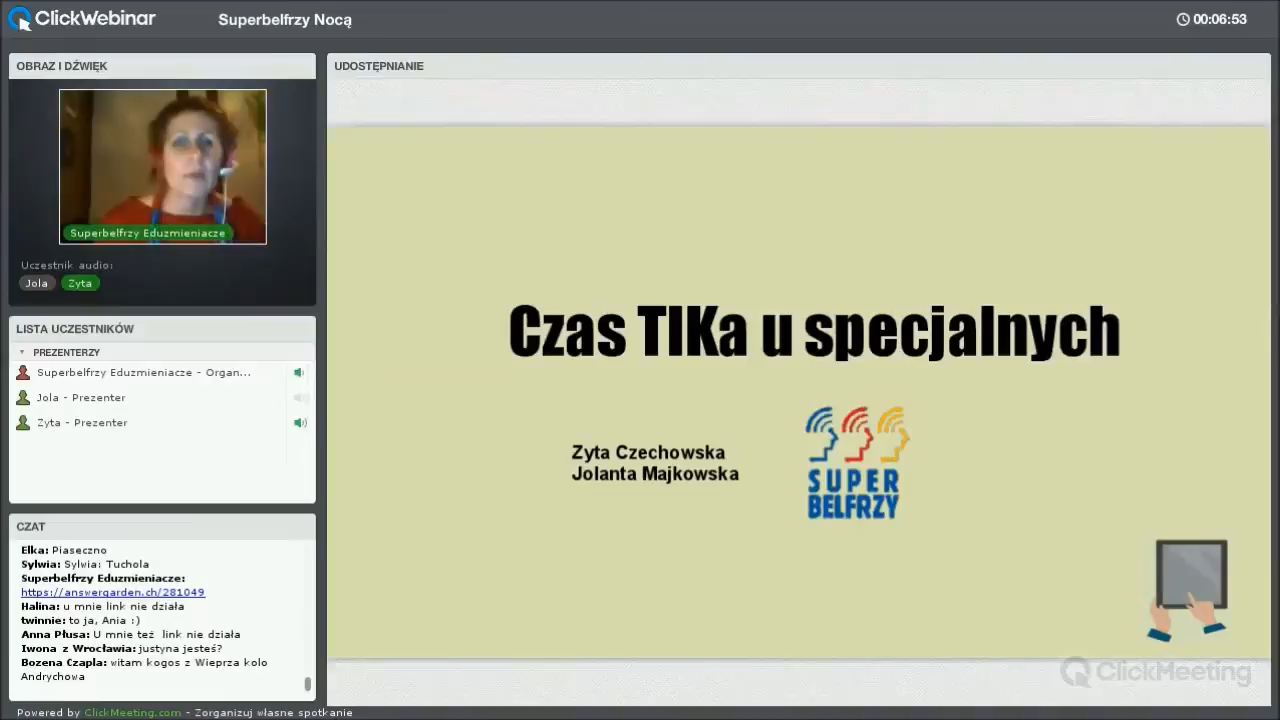 ClickWebinar
Superbelfrzy Nocą
00:06:53
OBRAZ I DŹWIĘK
Superbelfrzy Eduzmieniacze
Uczestnik audio:
Jola Zyta
LISTA UCZESTNIKÓW
PREZENTERZY
Superbelfrzy Eduzmieniacze - Organ...
Jola - Prezenter
Zyta - Prezenter
CZAT
Elka: Piaseczno
Sylwia: Sylwia: Tuchola
Superbelfrzy Eduzmieniacze:
https://answergarden.ch/281049
Halina: u mnie link nie działa
twinnie: to ja, Ania :)
Anna Płusa: U mnie też link nie działa
Iwona z Wrocławia: justyna jesteś?
Bozena Czapla: witam kogos z Wieprza kolo
Andrychowa
Powered by ClickMeeting.com - Zorganizuj własne spotkanie
UDOSTĘPNIANIE
Czas TIKa u specjalnych
Zyta Czechowska
Jolanta Majkowska
SUPER
BELFRZY
ClickMeeting